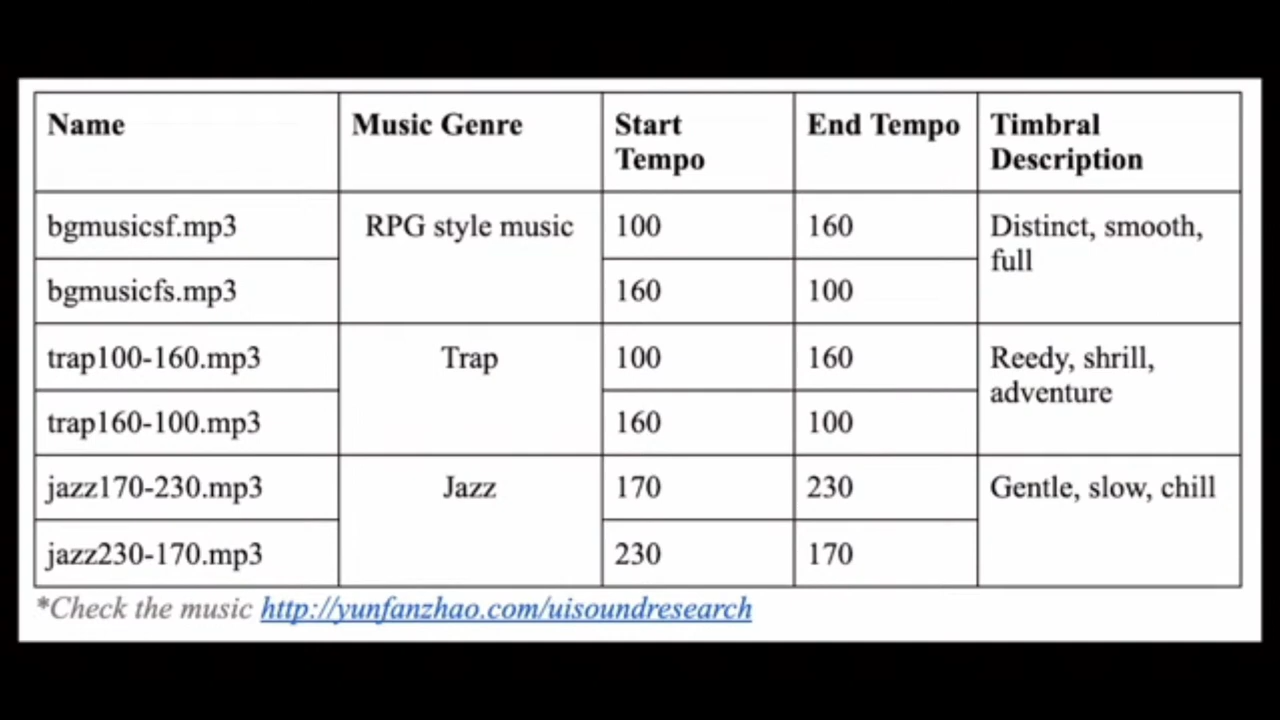 Name Music Genre Start Tempo End Tempo Timbral Description
bgmusicsf.mp3 RPG style music 100 160 Distinct, smooth, full
bgmusicfs.mp3 160 100
trap100-160.mp3 Trap 100 160 Reedy, shrill, adventure
trap160-100.mp3 160 100
jazz170-230.mp3 Jazz 170 230 Gentle, slow, chill
jazz230-170.mp3 230 170
*Check the music http://yunfanzhao.com/uisoundresearch